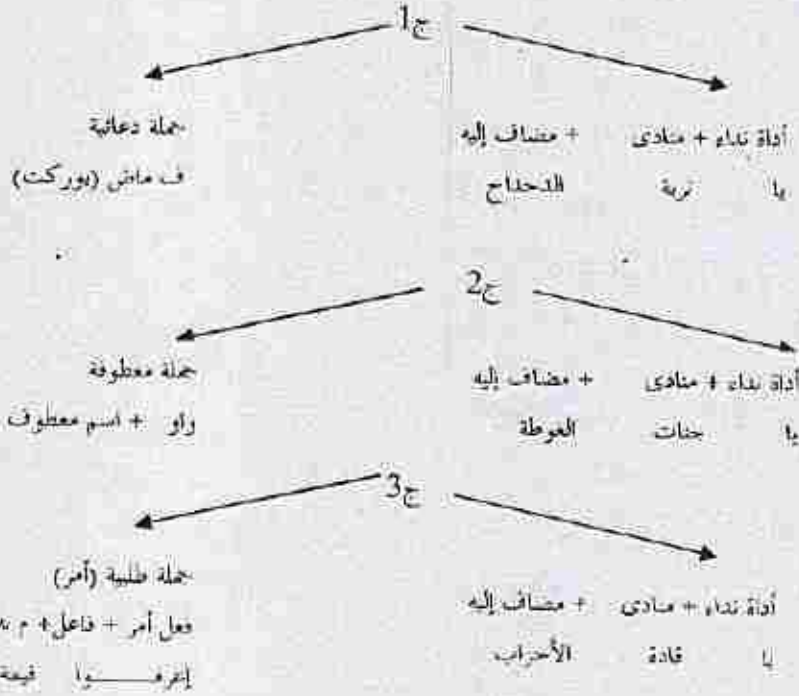 ج1
أداة نداء + منادى + مضاف إليه
يا تربة الدحداح
جملة دعائية
ف ماض (بوركت)
ج2
أداة نداء + منادى + مضاف إليه
يا جنات الغوطة
جملة معطوفة
واو + اسم معطوف
ج3
أداة نداء + منادى + مضاف إليه
يا قادة الأحزاب
جملة طلبية (أمر)
فعل أمر + فاعل + م
وا قيمة